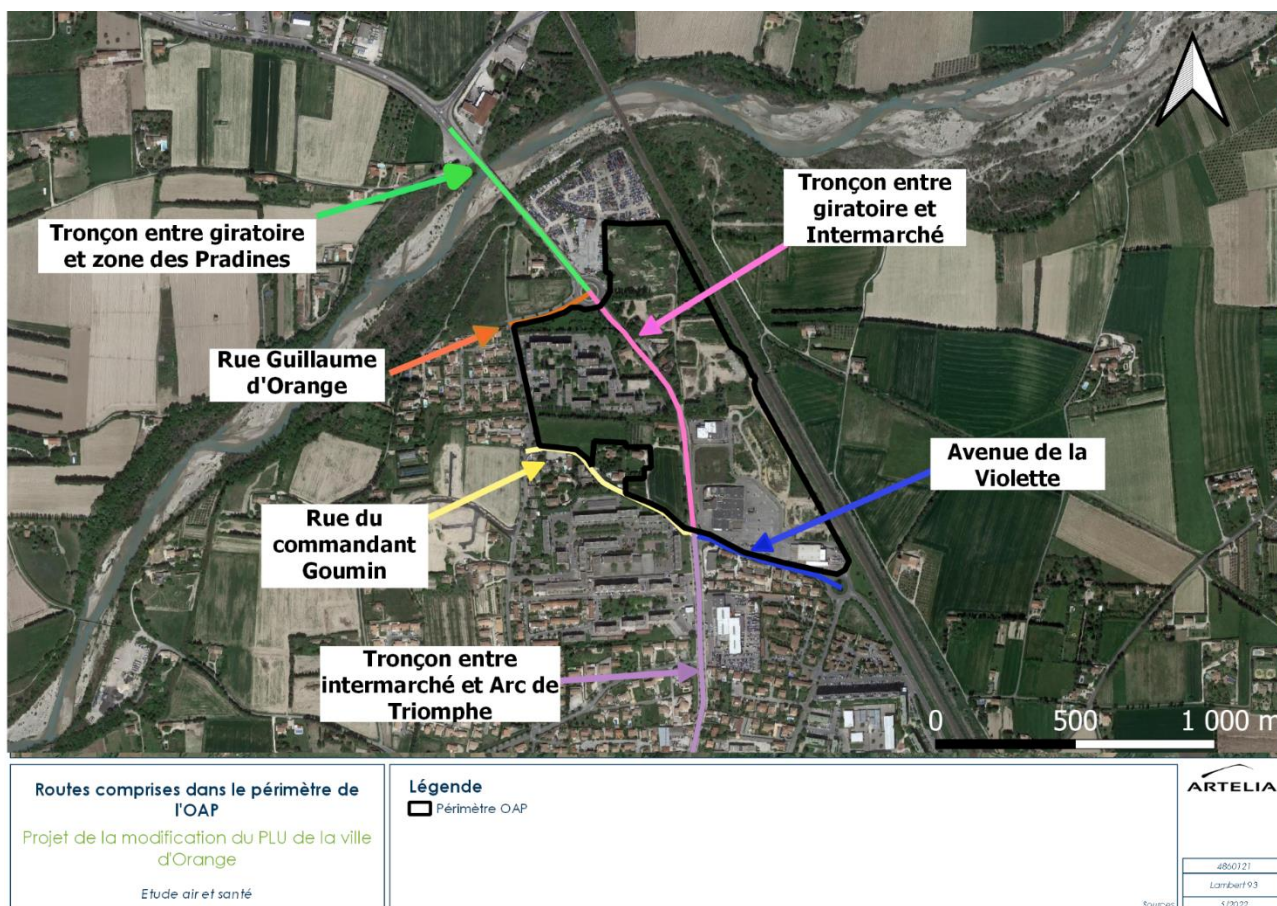 Tronçon entre
giratoire et
Intermarché
Tronçon entre giratoire
et zone des Pradines
Rue Guillaume
d'Orange
Avenue de la
Violette
Rue du
commandant
Goumin
Tronçon entre
intermarché et Arc de
Triomphe
0 500 1 000 m
Routes comprises dans le périmètre de
l'OAP
Projet de la modification du PLU de la ville
d'Orange
Etude air et santé
Légende
Périmètre OAP
ARTELIA
4860121
Lambert 93
Sources
5/2022